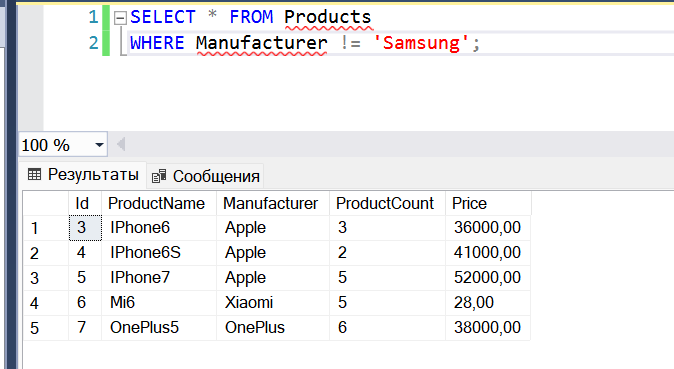 1 SELECT * FROM Products
2 WHERE Manufacturer != 'Samsung';
100 %
Результаты Сообщения
Id ProductName Manufacturer ProductCount Price
1 3 IPhone6 Apple 3 36000,00
2 4 IPhone6S Apple 2 41000,00
3 5 IPhone7 Apple 5 52000,00
4 6 Mi6 Xiaomi 5 28,00
5 7 OnePlus5 OnePlus 6 38000,00